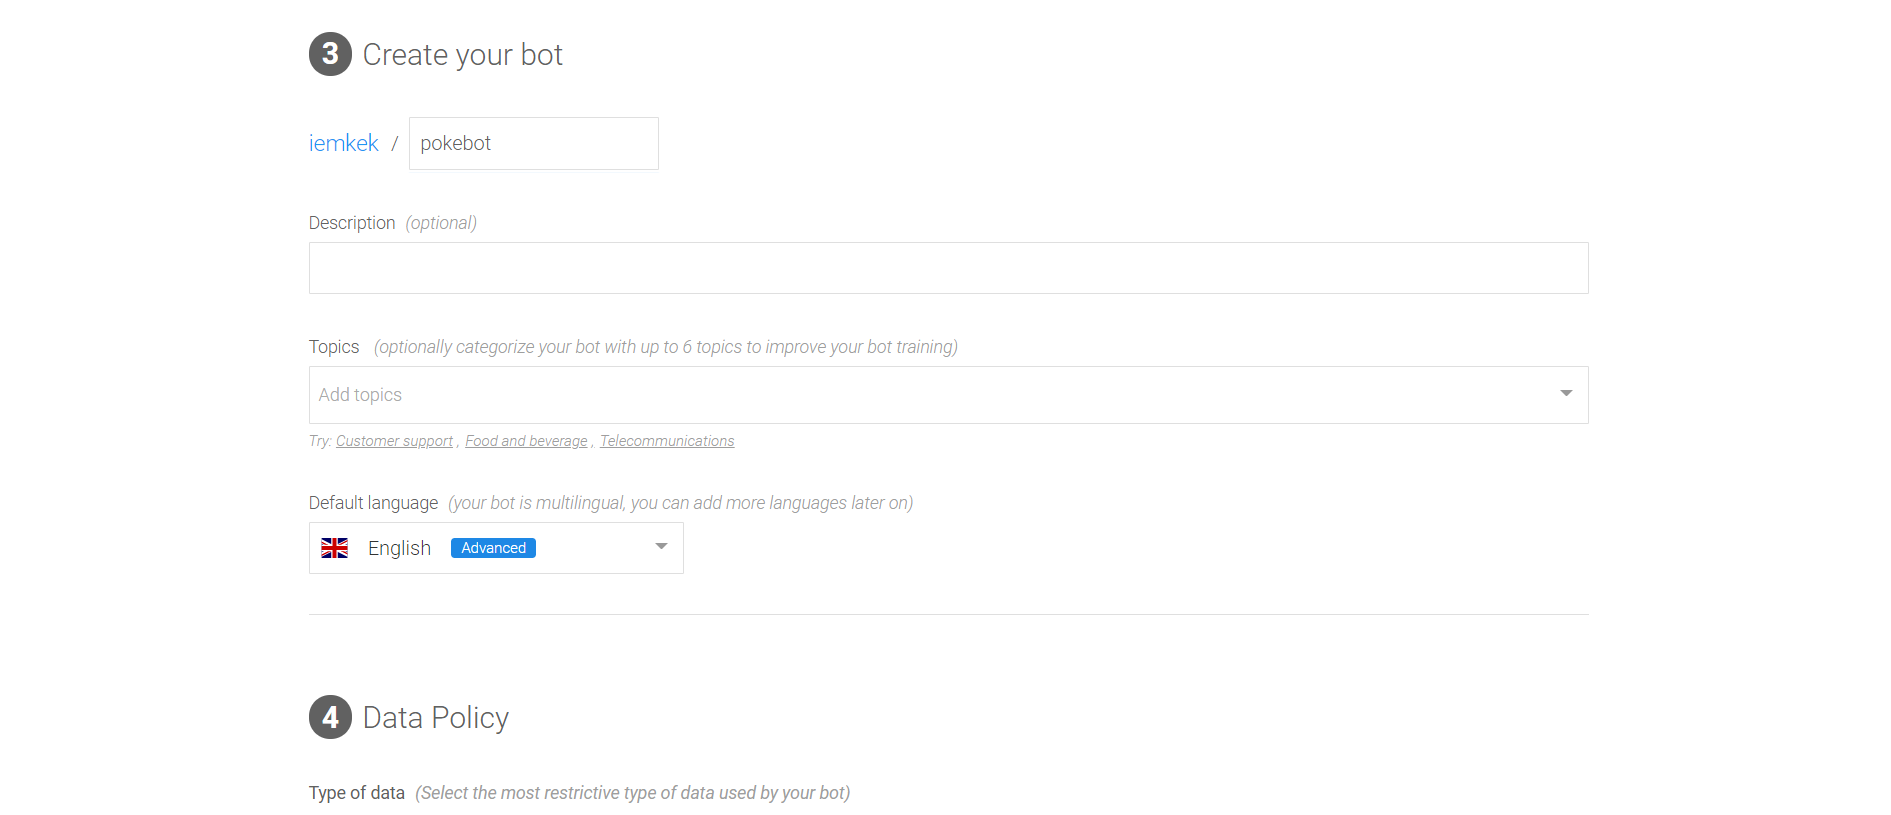 3 Create your bot
iemkek / pokebot
Description (optional)
Topics (optionally categorize your bot with up to 6 topics to improve your bot training)
Add topics
Try: Customer support , Food and beverage , Telecommunications
Default language (your bot is multilingual, you can add more languages later on)
English Advanced
4 Data Policy
Type of data (Select the most restrictive type of data used by your bot)